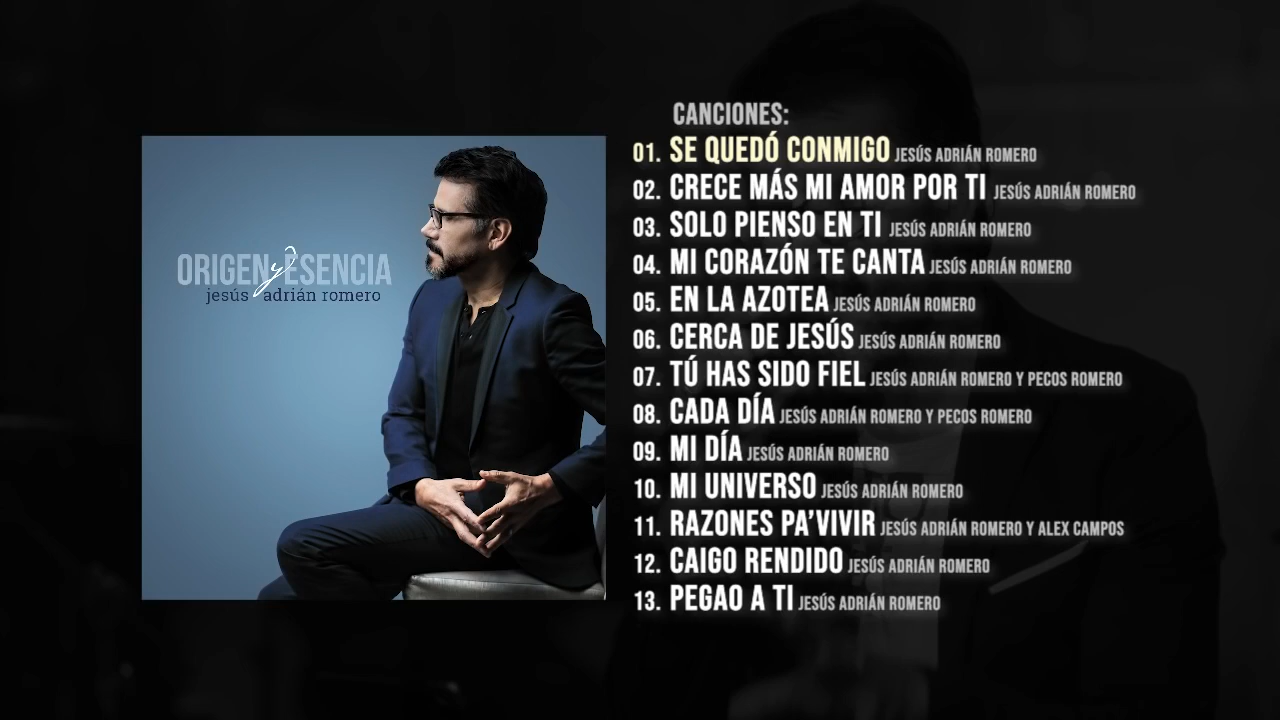 ORIGEN y ESENCIA
jesús adrián romero
CANCIONES:
01. SE QUEDÓ CONMIGO JESÚS ADRIÁN ROMERO
02. CRECE MÁS MI AMOR POR TI JESÚS ADRIÁN ROMERO
03. SOLO PIENSO EN TI JESÚS ADRIÁN ROMERO
04. MI CORAZÓN TE CANTA JESÚS ADRIÁN ROMERO
05. EN LA AZOTEA JESÚS ADRIÁN ROMERO
06. CERCA DE JESÚS JESÚS ADRIÁN ROMERO
07. TÚ HAS SIDO FIEL JESÚS ADRIÁN ROMERO Y PECOS ROMERO
08. CADA DÍA JESÚS ADRIÁN ROMERO Y PECOS ROMERO
09. MI DÍA JESÚS ADRIÁN ROMERO
10. MI UNIVERSO JESÚS ADRIÁN ROMERO
11. RAZONES PA'VIVIR JESÚS ADRIÁN ROMERO Y ALEX CAMPOS
12. CAIGO RENDIDO JESÚS ADRIÁN ROMERO
13. PEGAO A TI JESÚS ADRIÁN ROMERO